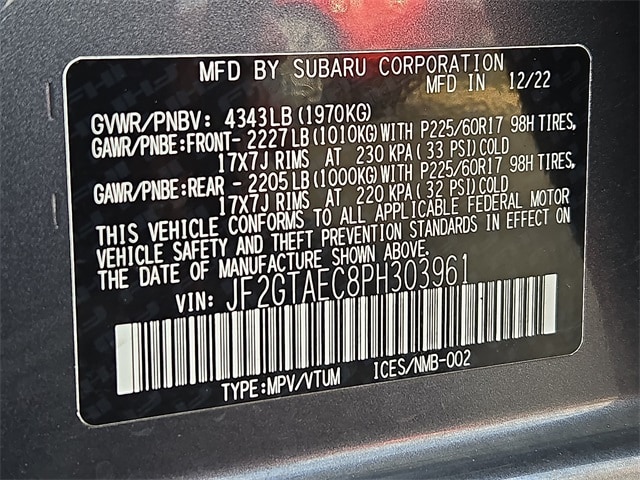 MFD BY SUBARU CORPORATION
MFD IN 12/22
GVWR/PNBV: 4343LB (1970KG)
GAWR/PNBE:FRONT- 2227LB(1010KG)WITH P225/60R17 98H TIRES,
17X7J RIMS AT 230 KPA (33 PSI)COLD
GAWR/PNBE:REAR - 2205LB(1000KG)WITH P225/60R17 98H TIRES,
17X7J RIMS AT 220 KPA (32 PSI)COLD
THIS VEHICLE CONFORMS TO ALL APPLICABLE FEDERAL MOTOR
VEHICLE SAFETY AND THEFT PREVENTION STANDARDS IN EFFECT ON
THE DATE OF MANUFACTURE SHOWN ABOVE.
VIN: JF2GTAEC8PH303961
TYPE:MPV/VTUM ICES/NMB-002